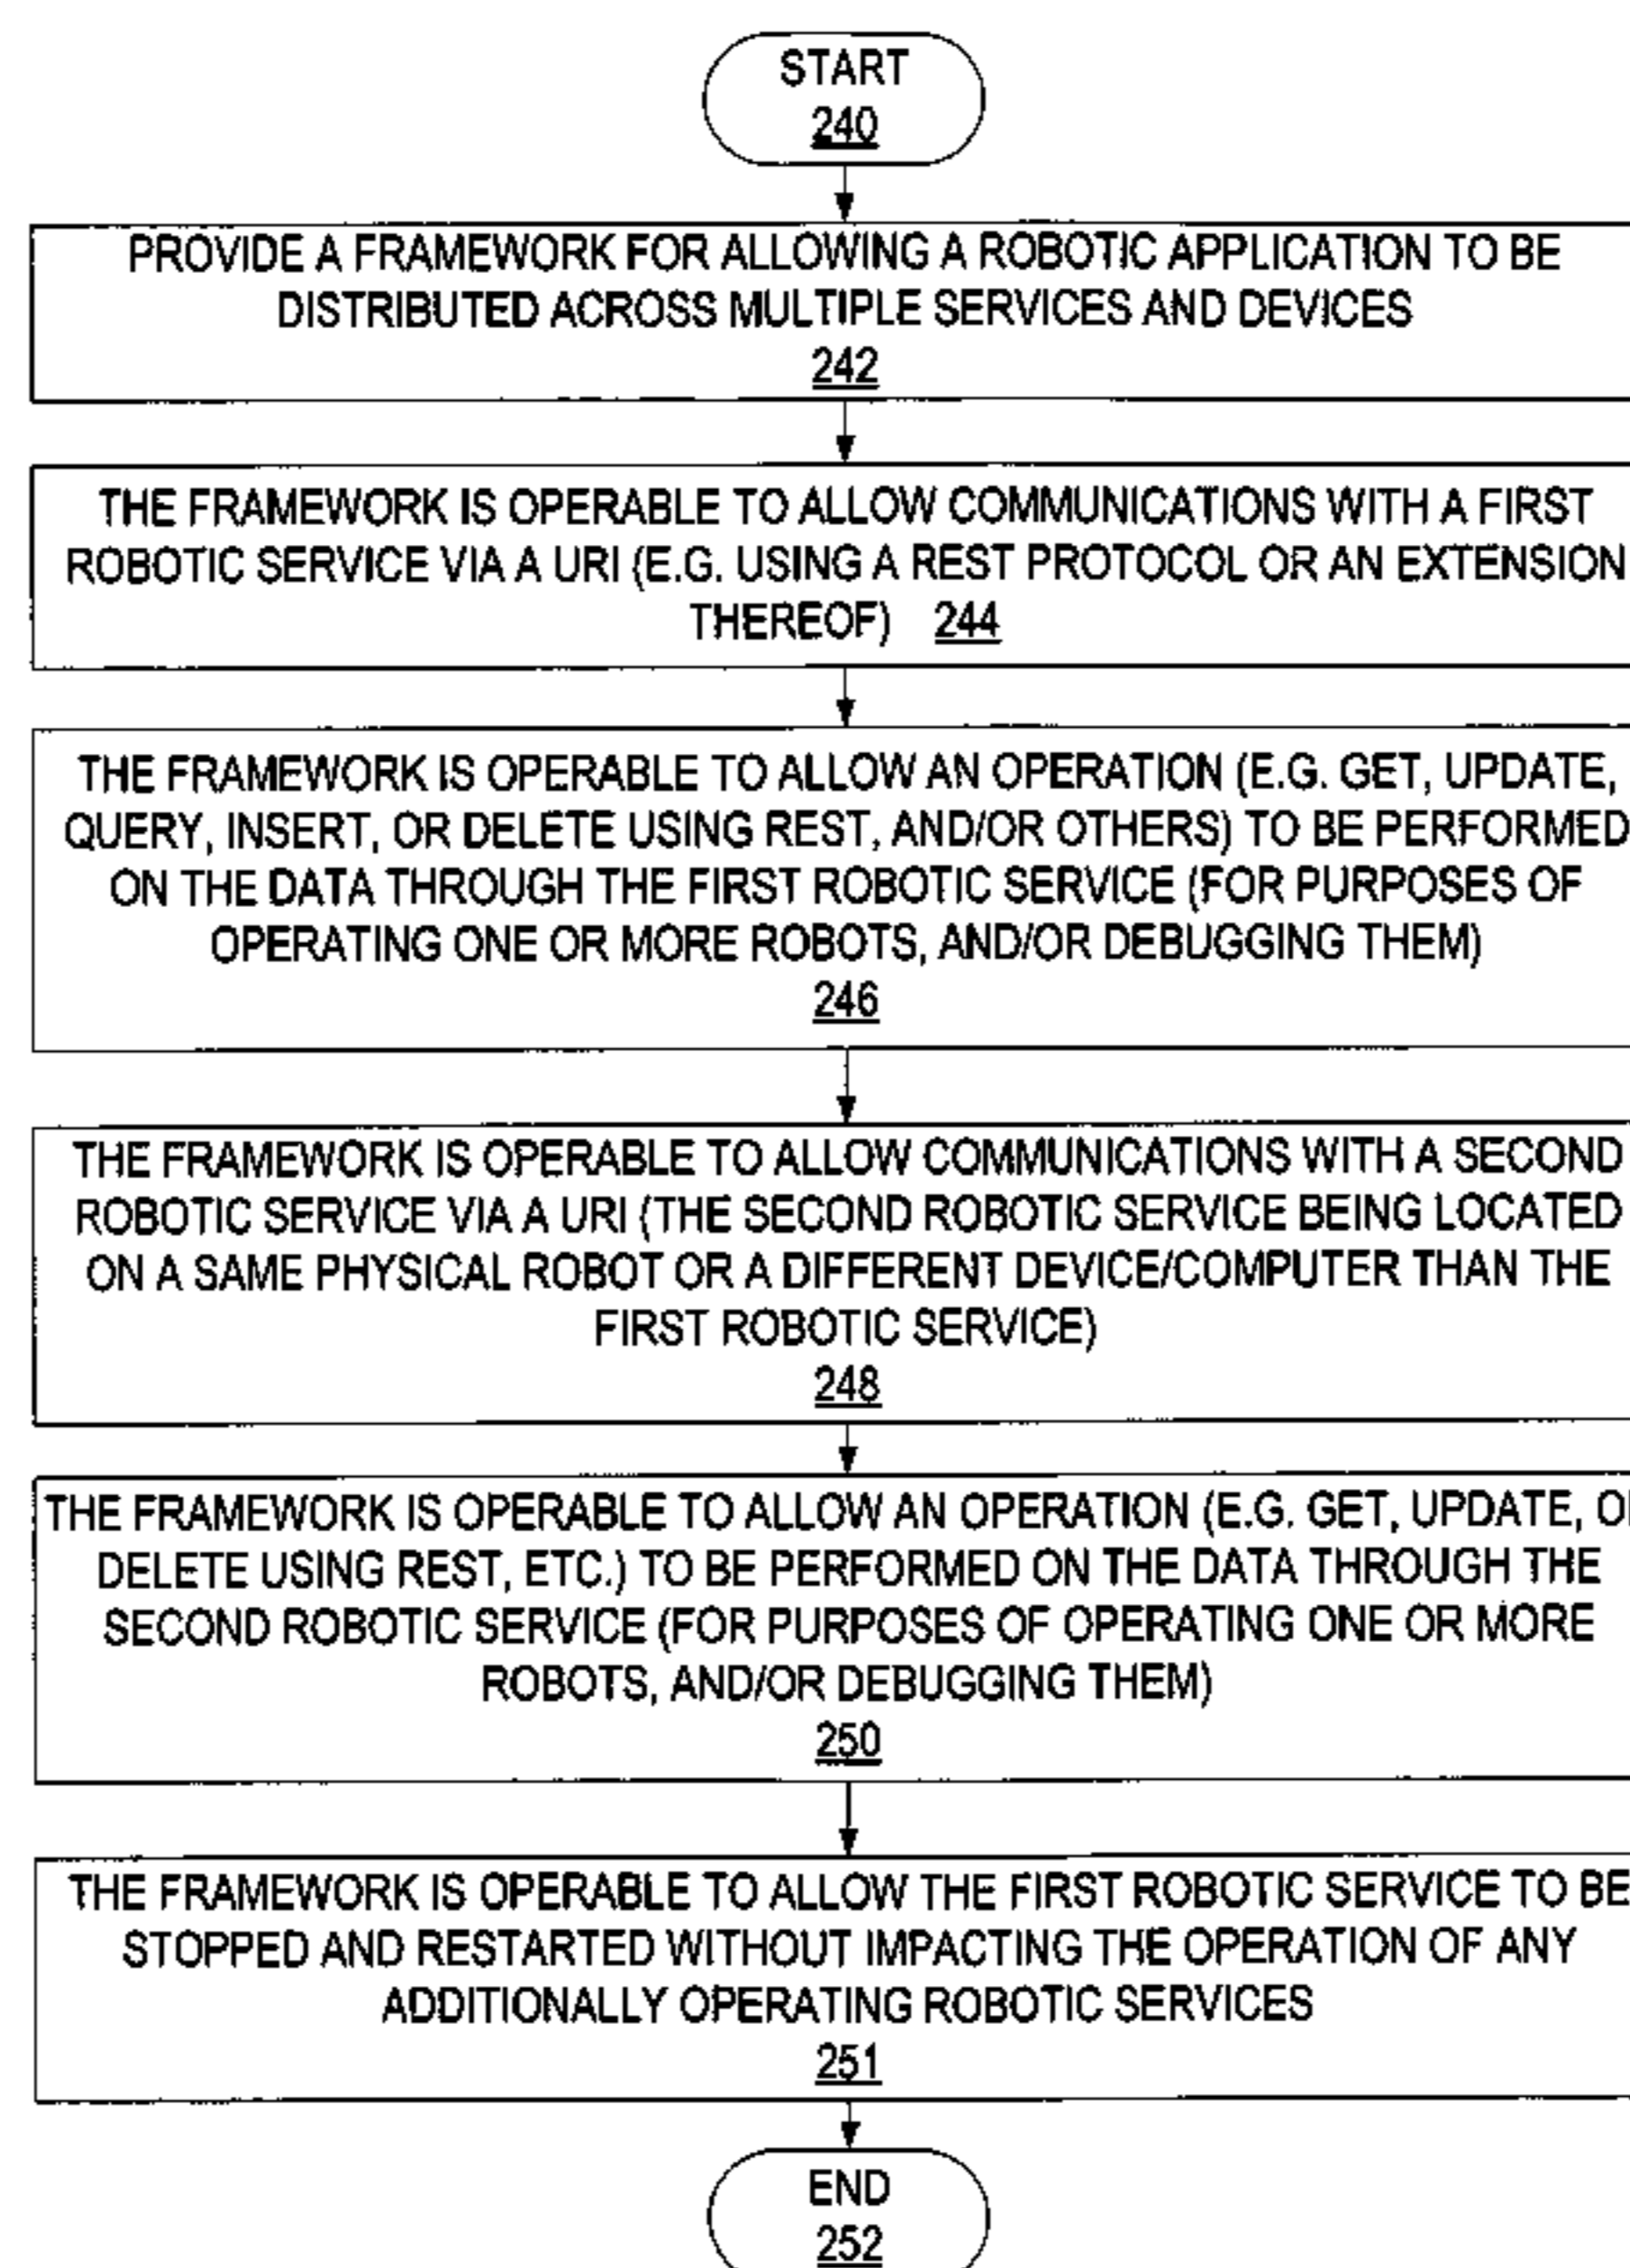 START
240
PROVIDE A FRAMEWORK FOR ALLOWING A ROBOTIC APPLICATION TO BE
DISTRIBUTED ACROSS MULTIPLE SERVICES AND DEVICES
242
THE FRAMEWORK IS OPERABLE TO ALLOW COMMUNICATIONS WITH A FIRST
ROBOTIC SERVICE VIA A URI (E.G. USING A REST PROTOCOL OR AN EXTENSION
THEREOF) 244
THE FRAMEWORK IS OPERABLE TO ALLOW AN OPERATION (E.G. GET, UPDATE,
QUERY, INSERT, OR DELETE USING REST, AND/OR OTHERS) TO BE PERFORMED
ON THE DATA THROUGH THE FIRST ROBOTIC SERVICE (FOR PURPOSES OF
OPERATING ONE OR MORE ROBOTS, AND/OR DEBUGGING THEM)
246
THE FRAMEWORK IS OPERABLE TO ALLOW COMMUNICATIONS WITH A SECOND
ROBOTIC SERVICE VIA A URI (THE SECOND ROBOTIC SERVICE BEING LOCATED
ON A SAME PHYSICAL ROBOT OR A DIFFERENT DEVICE/COMPUTER THAN THE
FIRST ROBOTIC SERVICE)
248
THE FRAMEWORK IS OPERABLE TO ALLOW AN OPERATION (E.G. GET, UPDATE,
DELETE USING REST, ETC.) TO BE PERFORMED ON THE DATA THROUGH THE
SECOND ROBOTIC SERVICE (FOR PURPOSES OF OPERATING ONE OR MORE
ROBOTS, AND/OR DEBUGGING THEM)
250
THE FRAMEWORK IS OPERABLE TO ALLOW THE FIRST ROBOTIC SERVICE TO BE
STOPPED AND RESTARTED WITHOUT IMPACTING THE OPERATION OF ANY
ADDITIONALLY OPERATING ROBOTIC SERVICES
251
END
252